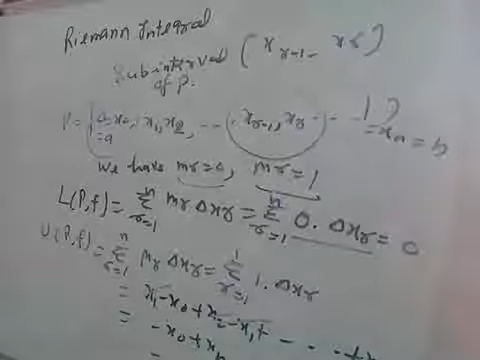 Riemann Integral
Subinterval [x_{r-1}, x_r]
of P.
P = {a = x_0, x_1, x_2, ... x_{r-1}, x_r ... } = x_n = b
= a
We have m_r = 0, m_r = 1
L(P,f) = Σ_{r=1}^{n} m_r Δx_r = Σ_{r=1}^{n} 0. Δx_r = 0
U(P,f) = Σ_{r=1}^{n} M_r Δx_r = Σ_{r=1}^{1} 1. Δx_r
= x_1 - x_0 + x_2 - x_1 + - - . . . +
= -x_0 + x
=